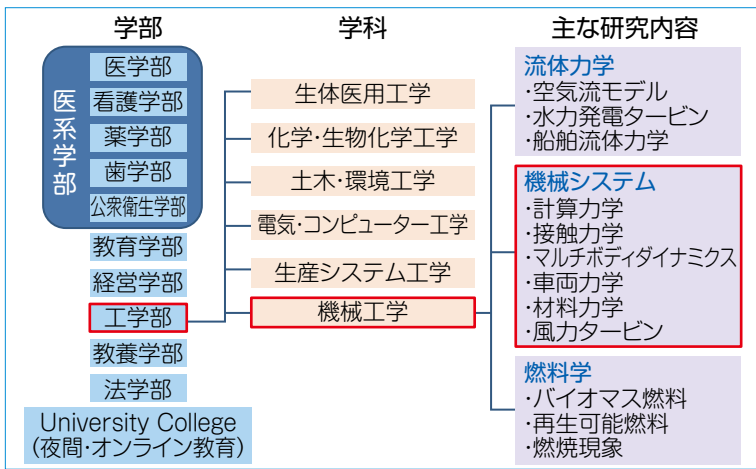 学部
医系学部
医学部
看護学部
薬学部
歯学部
公衆衛生学部
教育学部
経営学部
工学部
教養学部
法学部
University College
(夜間・オンライン教育)
学科
生体医用工学
化学・生物化学工学
土木・環境工学
電気・コンピューター工学
生産システム工学
機械工学
主な研究内容
流体力学
・空気流モデル
・水力発電タービン
・船舶流体力学
機械システム
・計算力学
・接触力学
・マルチボディダイナミクス
・車両力学
・材料力学
・風力タービン
燃料学
・バイオマス燃料
・再生可能燃料
・燃焼現象